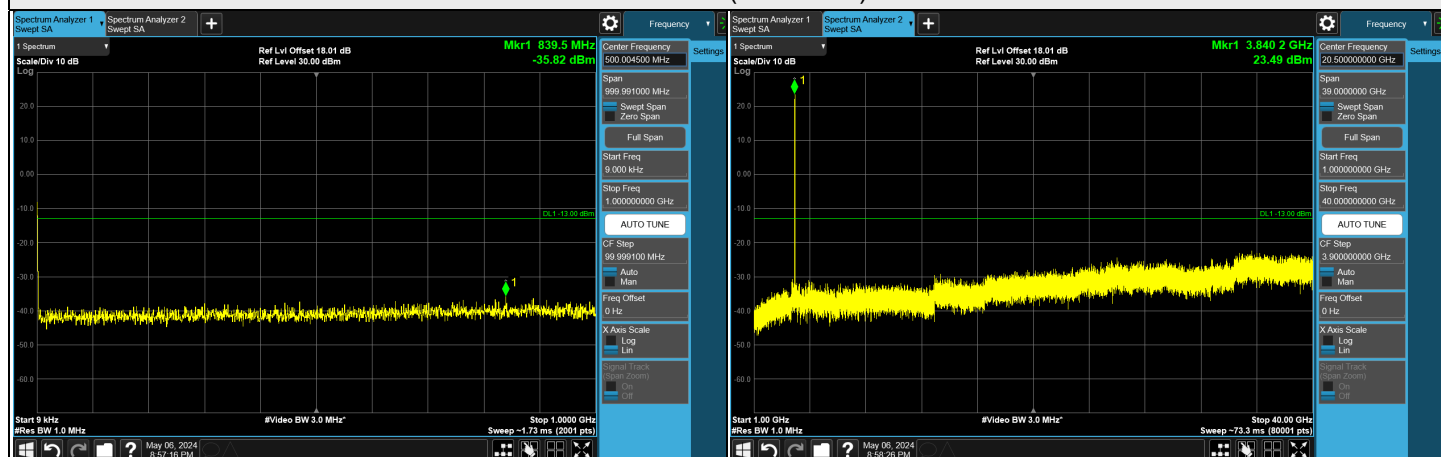 Spectrum Analyzer 1
Swept SA
Spectrum Analyzer 2
Swept SA
Frequency
1 Spectrum
Scale/Div 10 dB
Log
Ref Lvl Offset 18.01 dB
Ref Level 30.00 dBm
Mkr1 839.5 MHz
-35.82 dBm
1
20.0
10.0
0.00
-10.0
DL1 -13.00 dBm
-20.0
-30.0
1
-40.0
-50.0
-60.0
Start 9 kHz
#Res BW 1.0 MHz
#Video BW 3.0 MHz*
Stop 1.0000 GHz
Sweep ~1.73 ms (2001 pts)
May 06, 2024
8:57:16 PM
Center Frequency
500.004500 MHz
Settings
Span
999.991000 MHz
Swept Span
Zero Span
Full Span
Start Freq
9.000 kHz
Stop Freq
1.000000000 GHz
AUTO TUNE
CF Step
99.999100 MHz
Auto
Man
Freq Offset
0 Hz
X Axis Scale
Log
Lin
Signal Track
(Span Zoom)
On
Off
Spectrum Analyzer 1
Swept SA
Spectrum Analyzer 2
Swept SA
Frequency
1 Spectrum
Scale/Div 10 dB
Log
Ref Lvl Offset 18.01 dB
Ref Level 30.00 dBm
Mkr1 3.840 2 GHz
23.49 dBm
1
20.0
10.0
0.00
-10.0
DL1 -13.00 dBm
-20.0
-30.0
-40.0
-50.0
-60.0
Start 1.00 GHz
#Res BW 1.0 MHz
#Video BW 3.0 MHz*
Stop 40.00 GHz
Sweep ~73.3 ms (80001 pts)
May 06, 2024
8:58:26 PM
Center Frequency
20.500000000 GHz
Settings
Span
39.0000000 GHz
Swept Span
Zero Span
Full Span
Start Freq
1.000000000 GHz
Stop Freq
40.000000000 GHz
AUTO TUNE
CF Step
3.900000000 GHz
Auto
Man
Freq Offset
0 Hz
X Axis Scale
Log
Lin
Signal Track
(Span Zoom)
On
Off